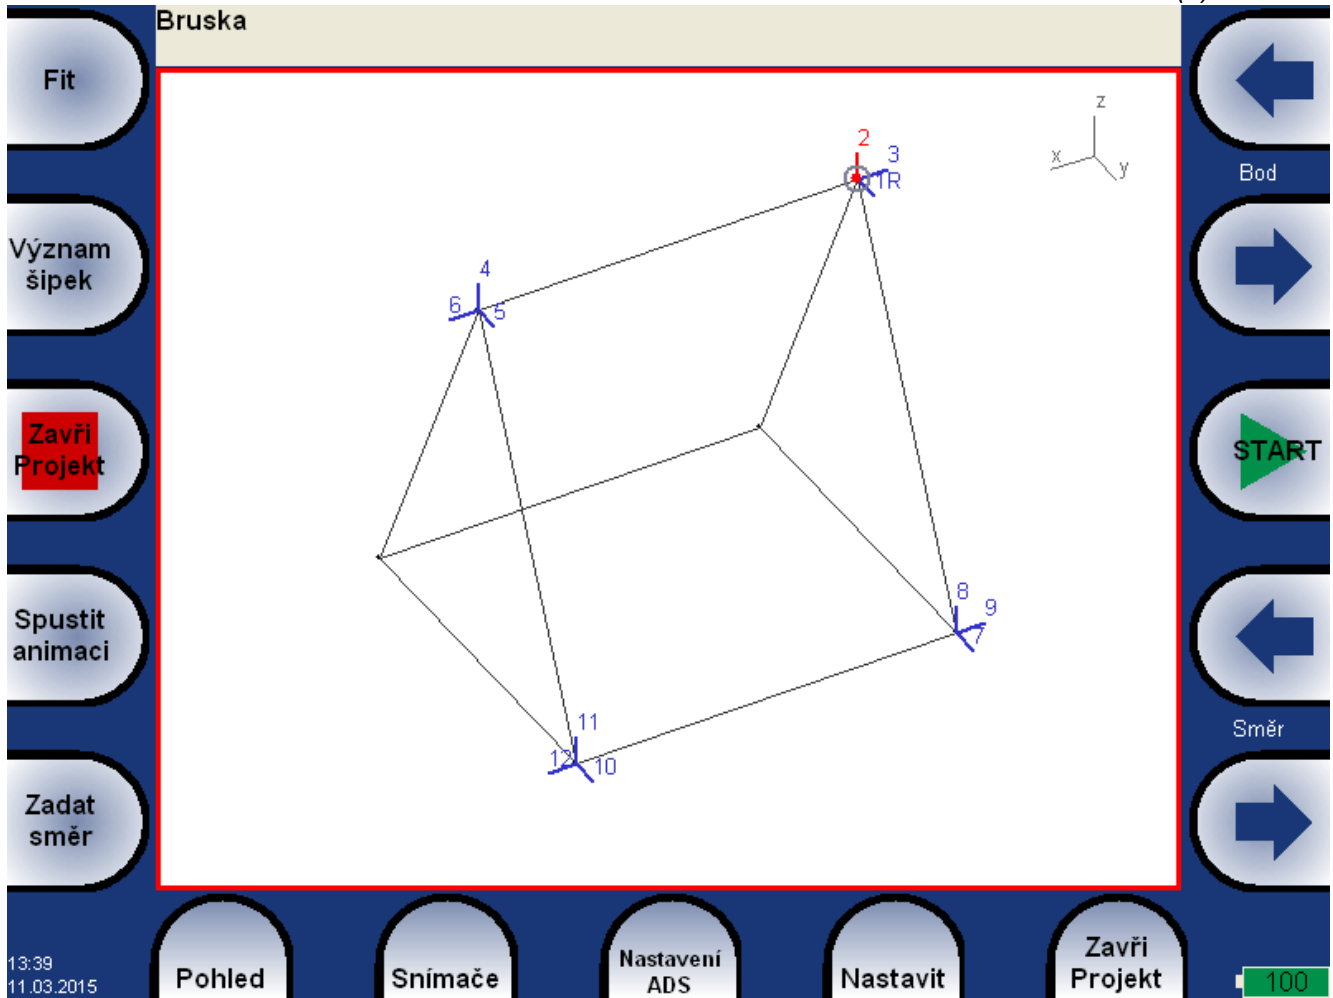 Bruska
Fit
Význam
šipek
Zavři
Projekt
Spustit
animaci
Zadat
směr
z
x
y
2
3
1R
4
6
5
8
9
7
11
12
10
Bod
START
Směr
13:39
11.03.2015
Pohled
Snímače
Nastavení
ADS
Nastavit
Zavři
Projekt
100